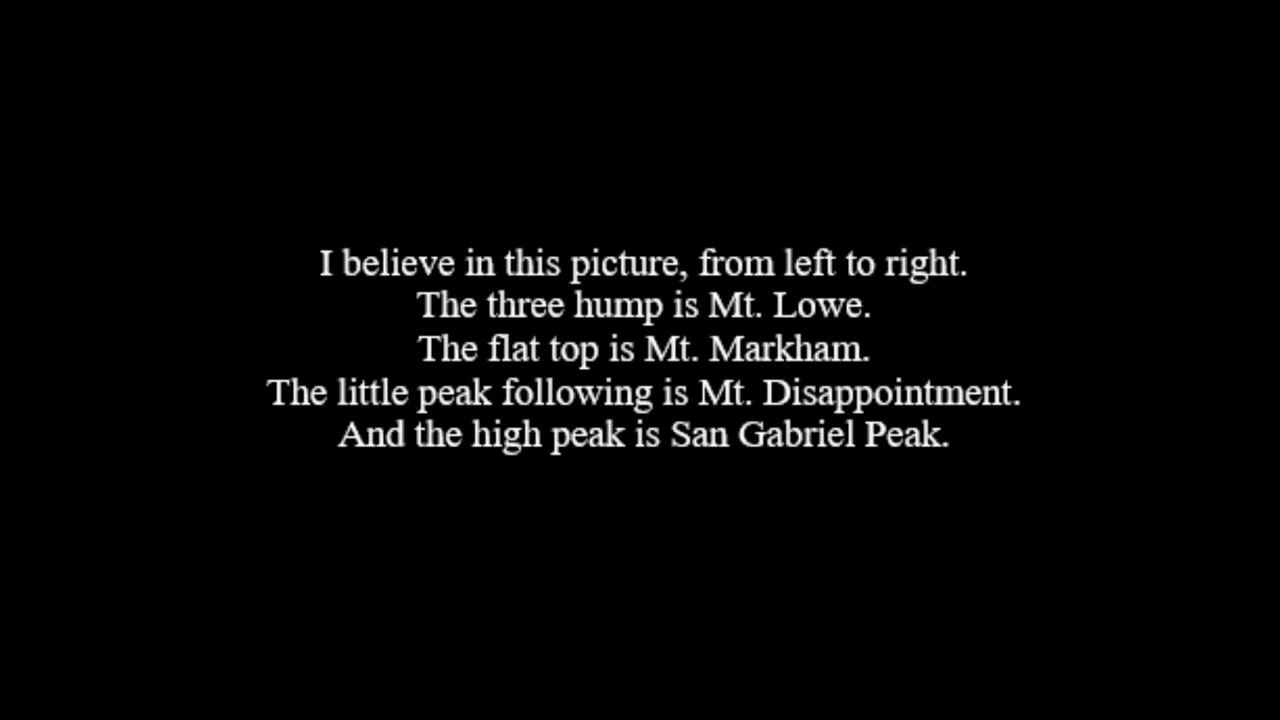 I believe in this picture, from left to right.
The three hump is Mt. Lowe.
The flat top is Mt. Markham.
The little peak following is Mt. Disappointment.
And the high peak is San Gabriel Peak.